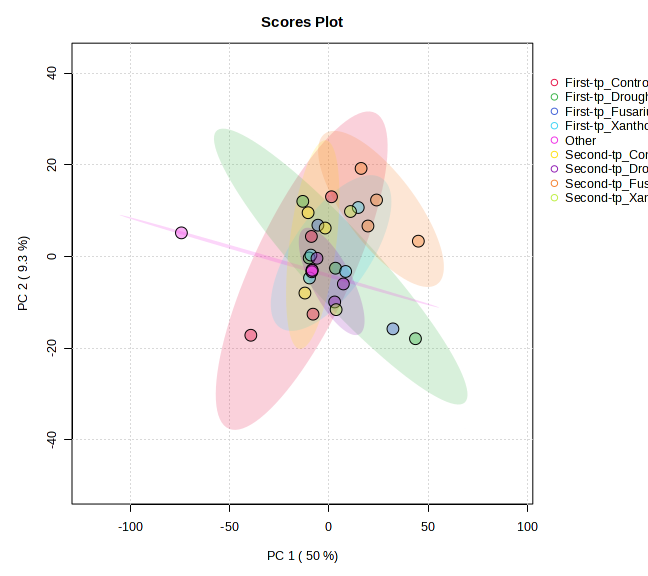 Scores Plot
40
20
0
-20
-40
PC 2 ( 9.3 %)
-100
-50
0
50
100
PC 1 ( 50 %)
First-tp_Contro
First-tp_Drough
First-tp_Fusari
First-tp_Xantho
Other
Second-tp_Cor
Second-tp_Dro
Second-tp_Fus
Second-tp_Xar